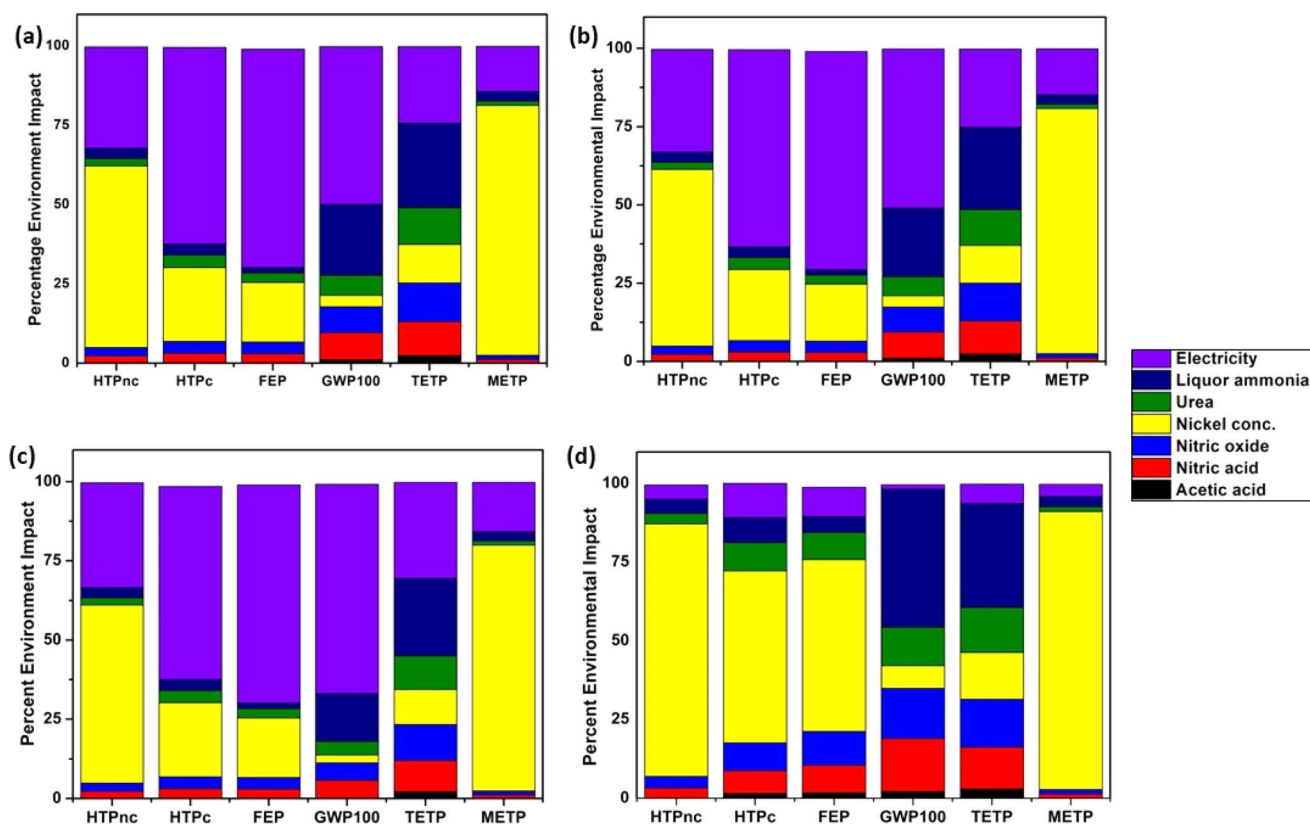 (a)
Percentage Environment Impact
100
75
50
25
0
HTPnc HTPc FEP GWP100 TETP METP
(b)
Percentage Environmental Impact
100
75
50
25
0
HTPnc HTPc FEP GWP100 TETP METP
Electricity
Liquor ammonia
Urea
Nickel conc.
Nitric oxide
Nitric acid
Acetic acid
(c)
Percent Environment Impact
100
75
50
25
0
HTPnc HTPc FEP GWP100 TETP METP
(d)
Percent Environmental Impact
100
75
50
25
0
HTPnc HTPc FEP GWP100 TETP METP